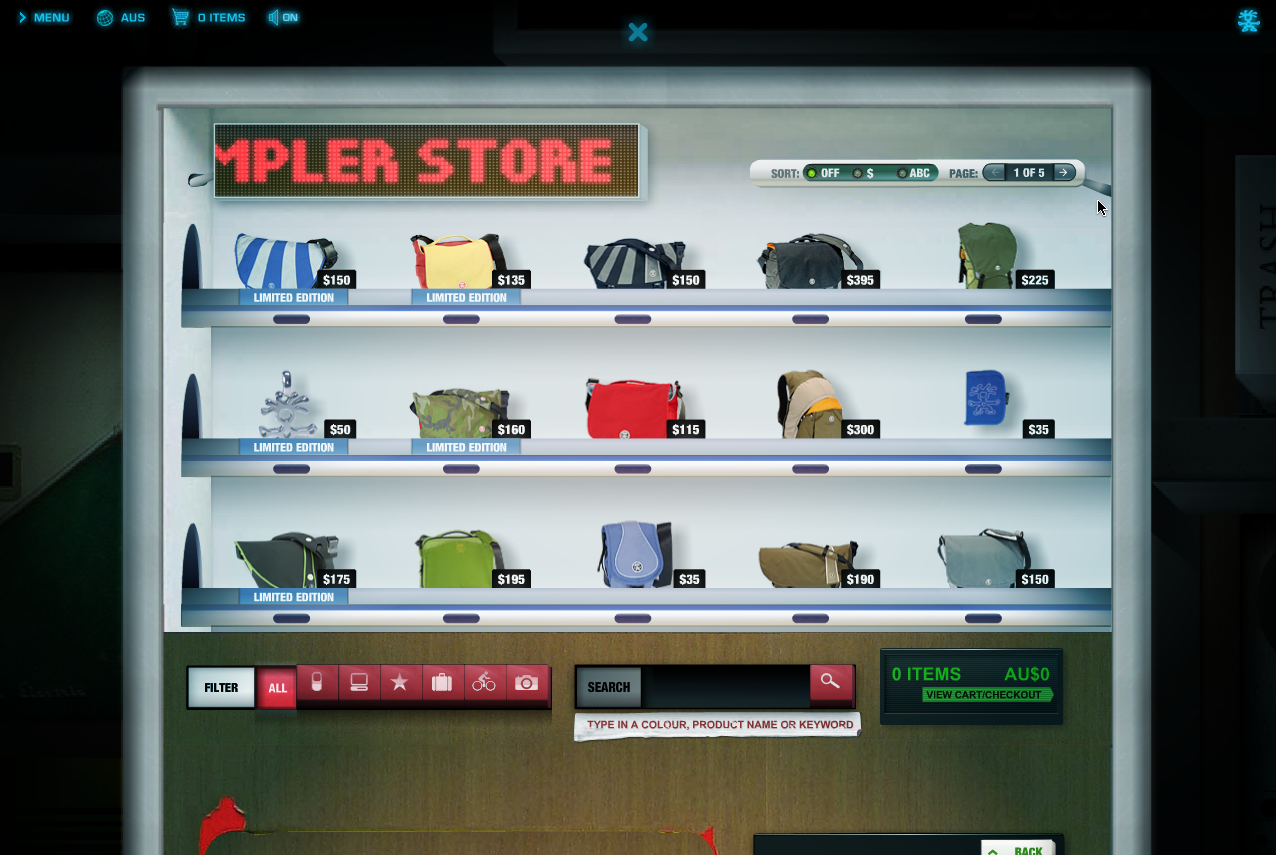 MENU
AUS
0 ITEMS
ON
MPLER STORE
SORT: OFF $ ABC PAGE: 1 OF 5
$150
$135
$150
$395
$225
LIMITED EDITION
LIMITED EDITION
$50
$160
$115
$300
$35
LIMITED EDITION
LIMITED EDITION
$175
$195
$35
$190
$150
LIMITED EDITION
TRASH
FILTER
ALL
SEARCH
TYPE IN A COLOUR, PRODUCT NAME OR KEYWORD
0 ITEMS AU$0
VIEW CART/CHECKOUT
BACK